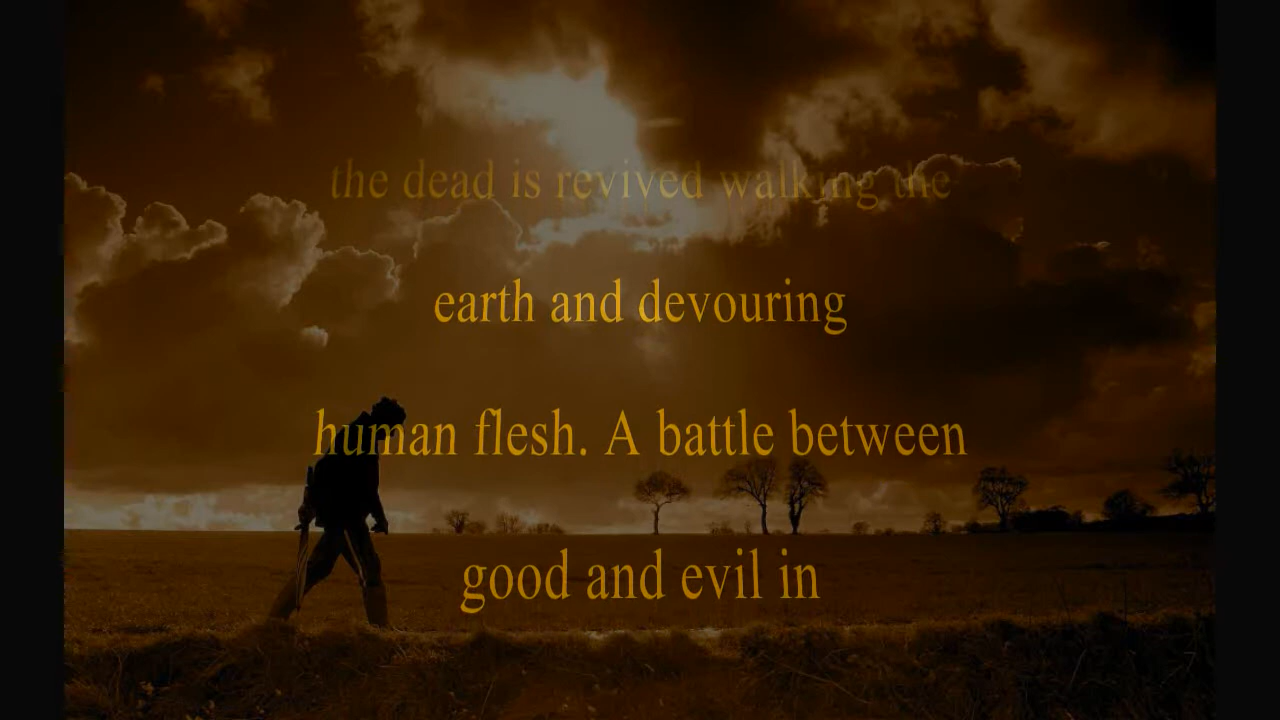 the dead is revived walking the
earth and devouring
human flesh. A battle between
good and evil in